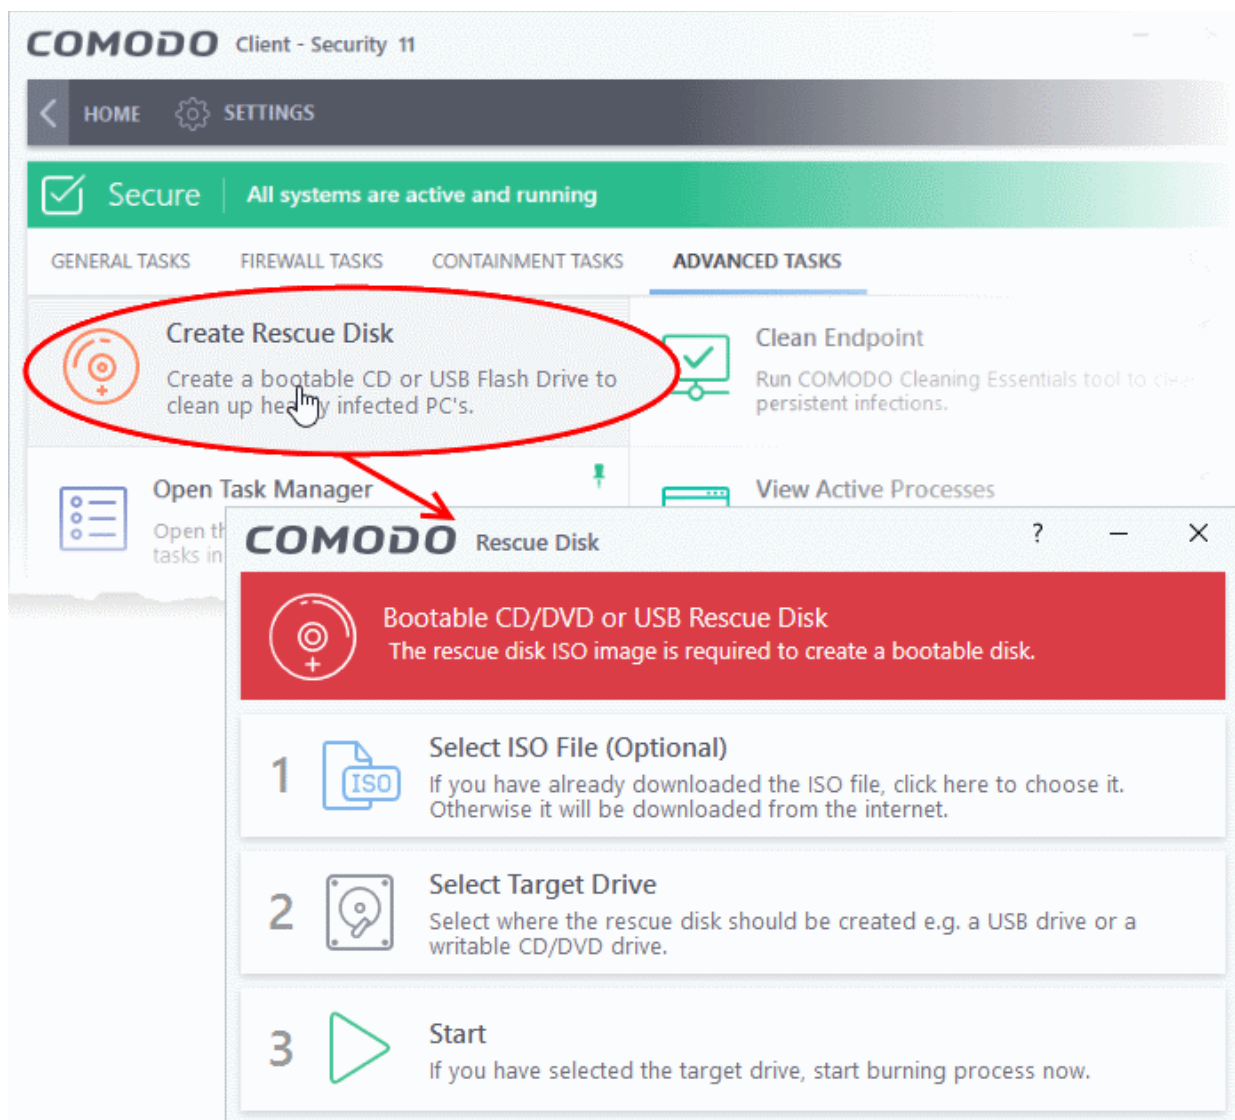 COMODO Client - Security 11
HOME SETTINGS
Secure All systems are active and running
GENERAL TASKS FIREWALL TASKS CONTAINMENT TASKS ADVANCED TASKS
Create Rescue Disk
Create a bootable CD or USB Flash Drive to
clean up heavily infected PC's.
Clean Endpoint
Run COMODO Cleaning Essentials tool to
persistent infections.
Open Task Manager
Open
tasks in
View Active Processes
COMODO Rescue Disk
?
Bootable CD/DVD or USB Rescue Disk
The rescue disk ISO image is required to create a bootable disk.
1
ISO
Select ISO File (Optional)
If you have already downloaded the ISO file, click here to choose it.
Otherwise it will be downloaded from the internet.
2
Select Target Drive
Select where the rescue disk should be created e.g. a USB drive or a
writable CD/DVD drive.
3
Start
If you have selected the target drive, start burning process now.